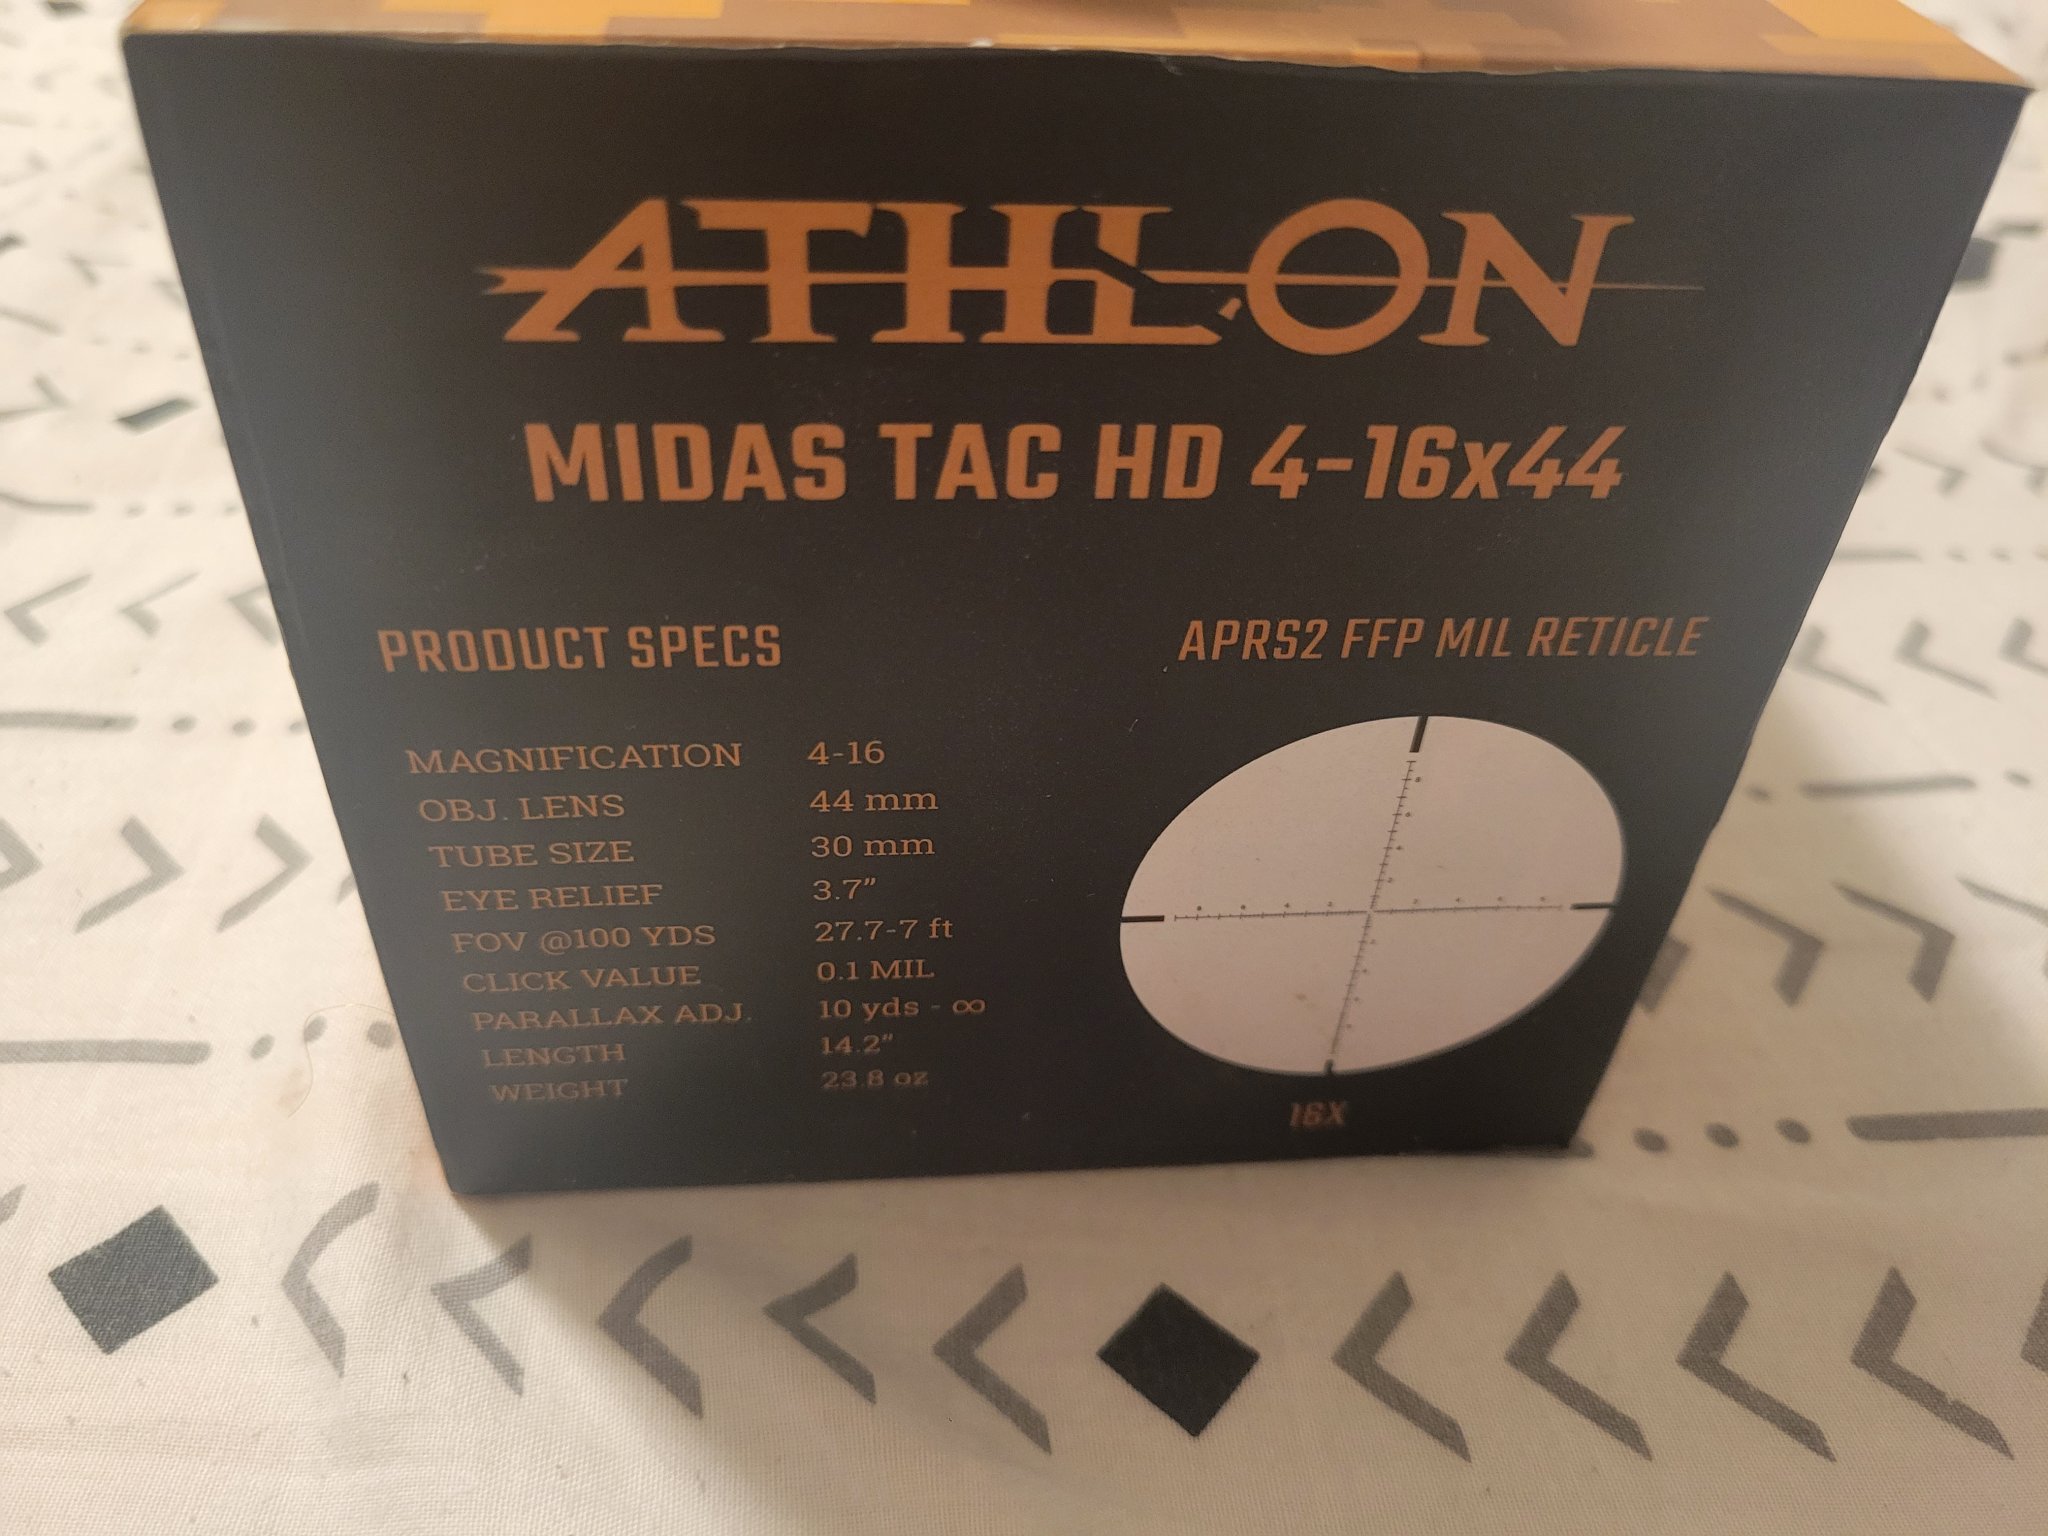 ATHLON
MIDAS TAC HD 4-16x44
PRODUCT SPECS
MAGNIFICATION 4-16
OBJ. LENS 44 mm
TUBE SIZE 30 mm
EYE RELIEF 3.7"
FOV @100 YDS 27.7-7 ft
CLICK VALUE 0.1 MIL
PARALLAX ADJ. 10 yds - ∞
LENGTH 14.2"
WEIGHT 23.8 oz
APRS2 FFP MIL RETICLE
16X